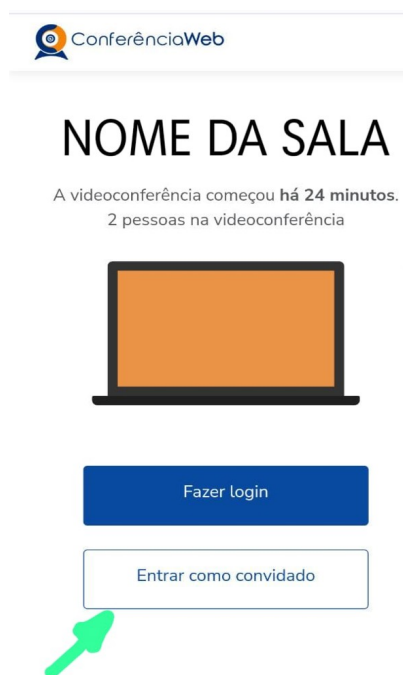 ConferênciaWeb
NOME DA SALA
A videoconferência começou há 24 minutos.
2 pessoas na videoconferência
Fazer login
Entrar como convidado